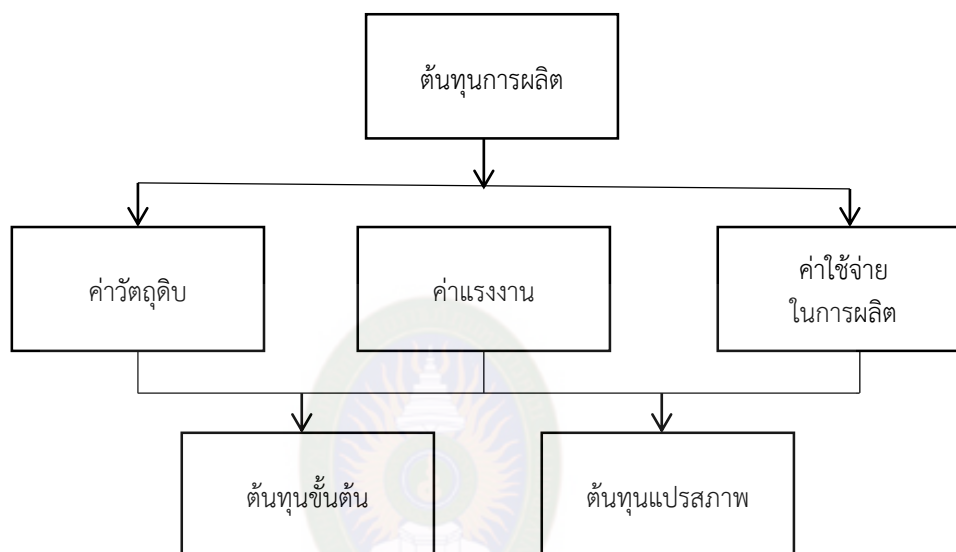 ต้นทุนการผลิต
ค่าวัตถุดิบ
ค่าแรงงาน
ค่าใช้จ่าย
ในการผลิต
ต้นทุนขั้นต้น
ต้นทุนแปรสภาพ